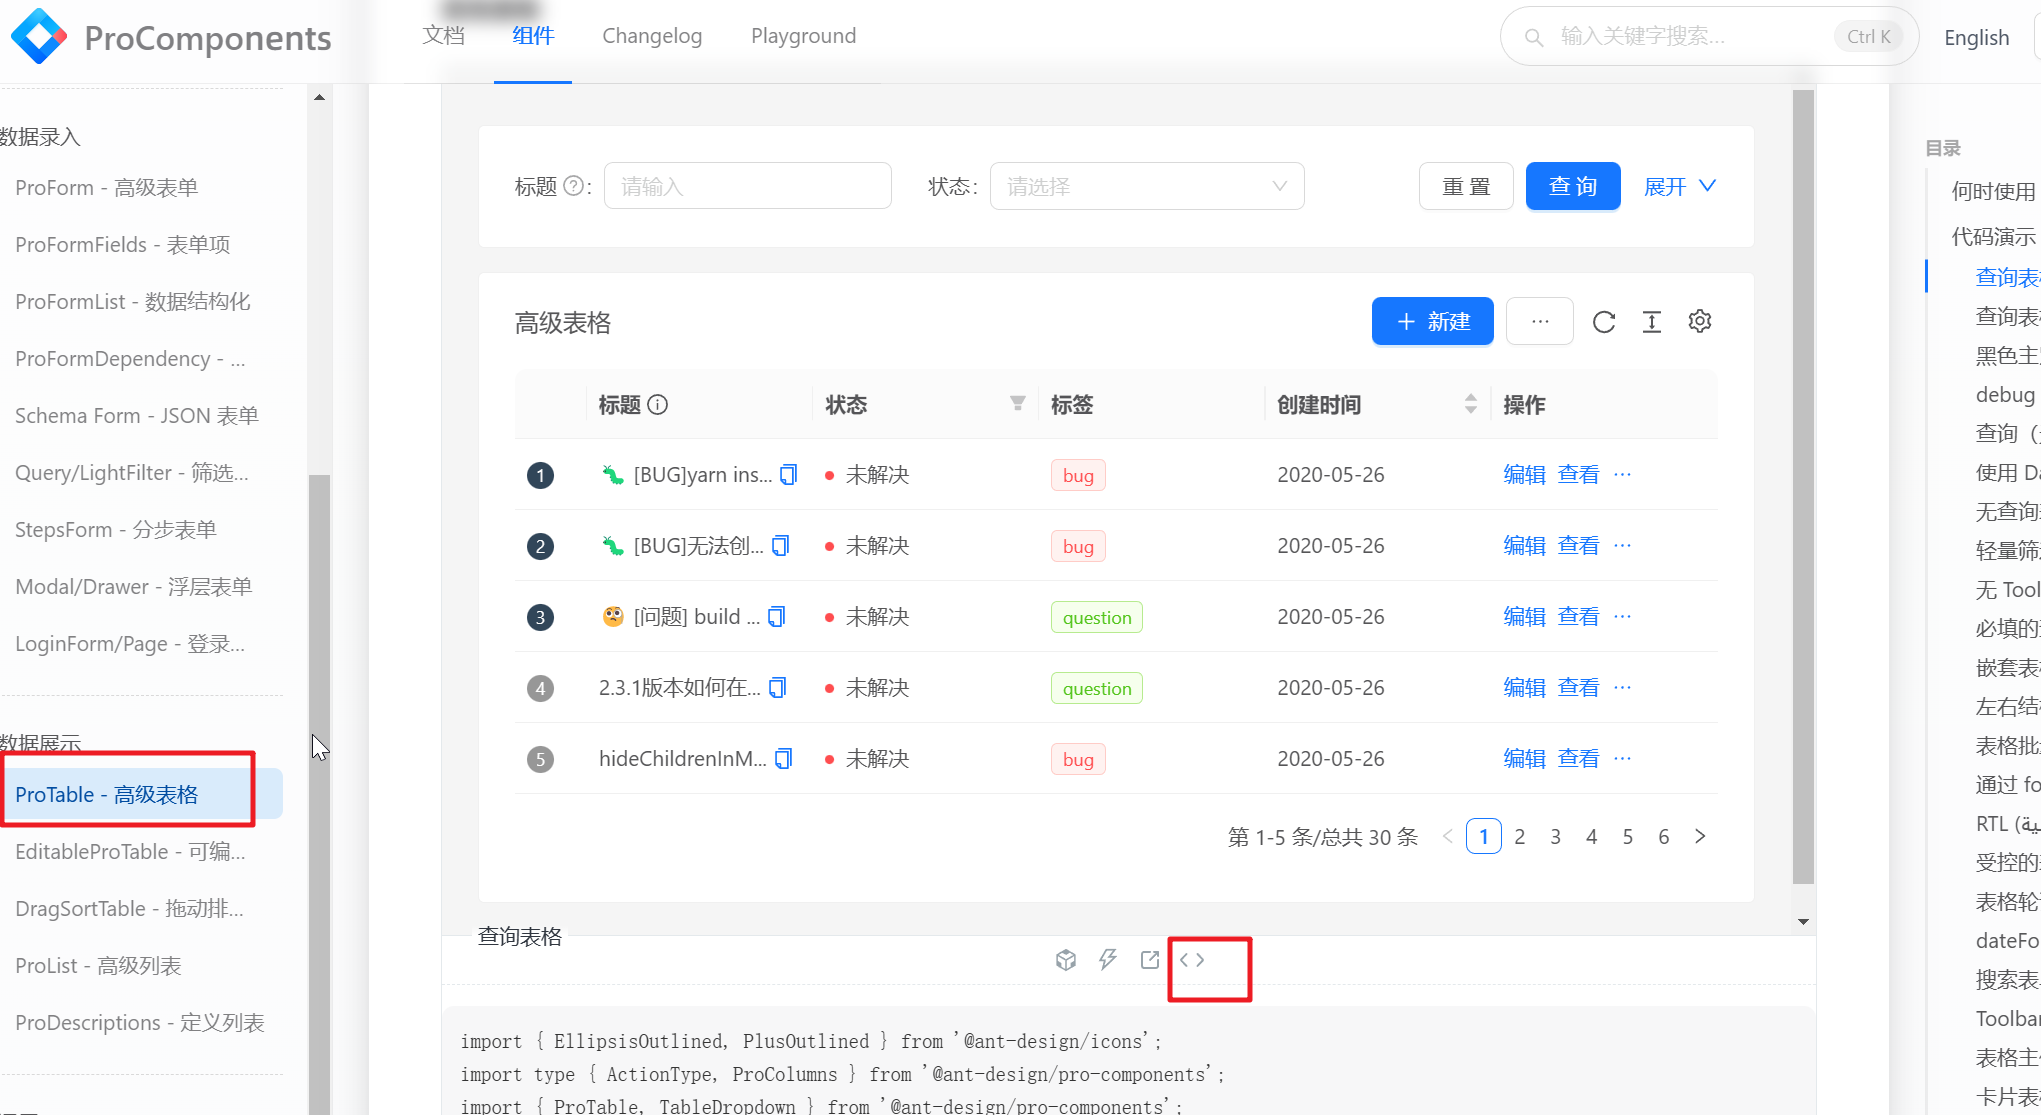 ProComponents
文档
组件
Changelog
Playground
输入关键字搜索...
Ctrl K
English
数据录入
ProForm - 高级表单
ProFormFields - 表单项
ProFormList - 数据结构化
ProFormDependency - ...
Schema Form - JSON 表单
Query/LightFilter - 筛选...
StepsForm - 分步表单
Modal/Drawer - 浮层表单
LoginForm/Page - 登录...
数据展示
ProTable - 高级表格
EditableProTable - 可编...
DragSortTable - 拖动排...
ProList - 高级列表
ProDescriptions - 定义列表
标题 ? :
请输入
状态:
请选择
重 置
查 询
展开
高级表格
+ 新建
...
标题
状态
标签
创建时间
操作
1 🐛 [BUG]yarn ins... 未解决 bug 2020-05-26 编辑 查看 ...
2 🐛 [BUG]无法创... 未解决 bug 2020-05-26 编辑 查看 ...
3 🧐 [问题] build ... 未解决 question 2020-05-26 编辑 查看 ...
4 2.3.1版本如何在... 未解决 question 2020-05-26 编辑 查看 ...
5 hideChildrenInM... 未解决 bug 2020-05-26 编辑 查看 ...
第 1-5 条/总共 30 条 < 1 2 3 4 5 6 >
查询表格
< >
import { EllipsisOutlined, PlusOutlined } from '@ant-design/icons';
import type { ActionType, ProColumns } from '@ant-design/pro-components';
import { ProTable, TableDropdown } from '@ant-design/pro-components';
目录
何时使用
代码演示
查询表
查询表
黑色主
debug
查询
使用 Da
无查询
轻量筛
无 Tool
必填的
嵌套表
左右结
表格批
通过 fo
RTL
受控的
表格轮
dateFo
搜索表
Toolba
表格主
卡片表